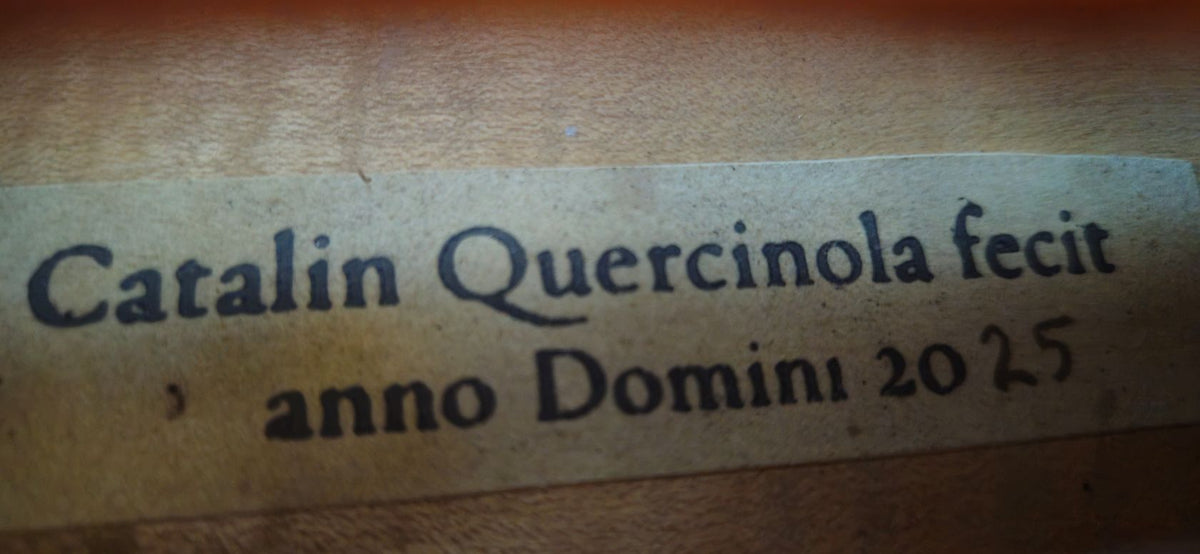 Catalin Quercinola fecit
anno Domini 2025